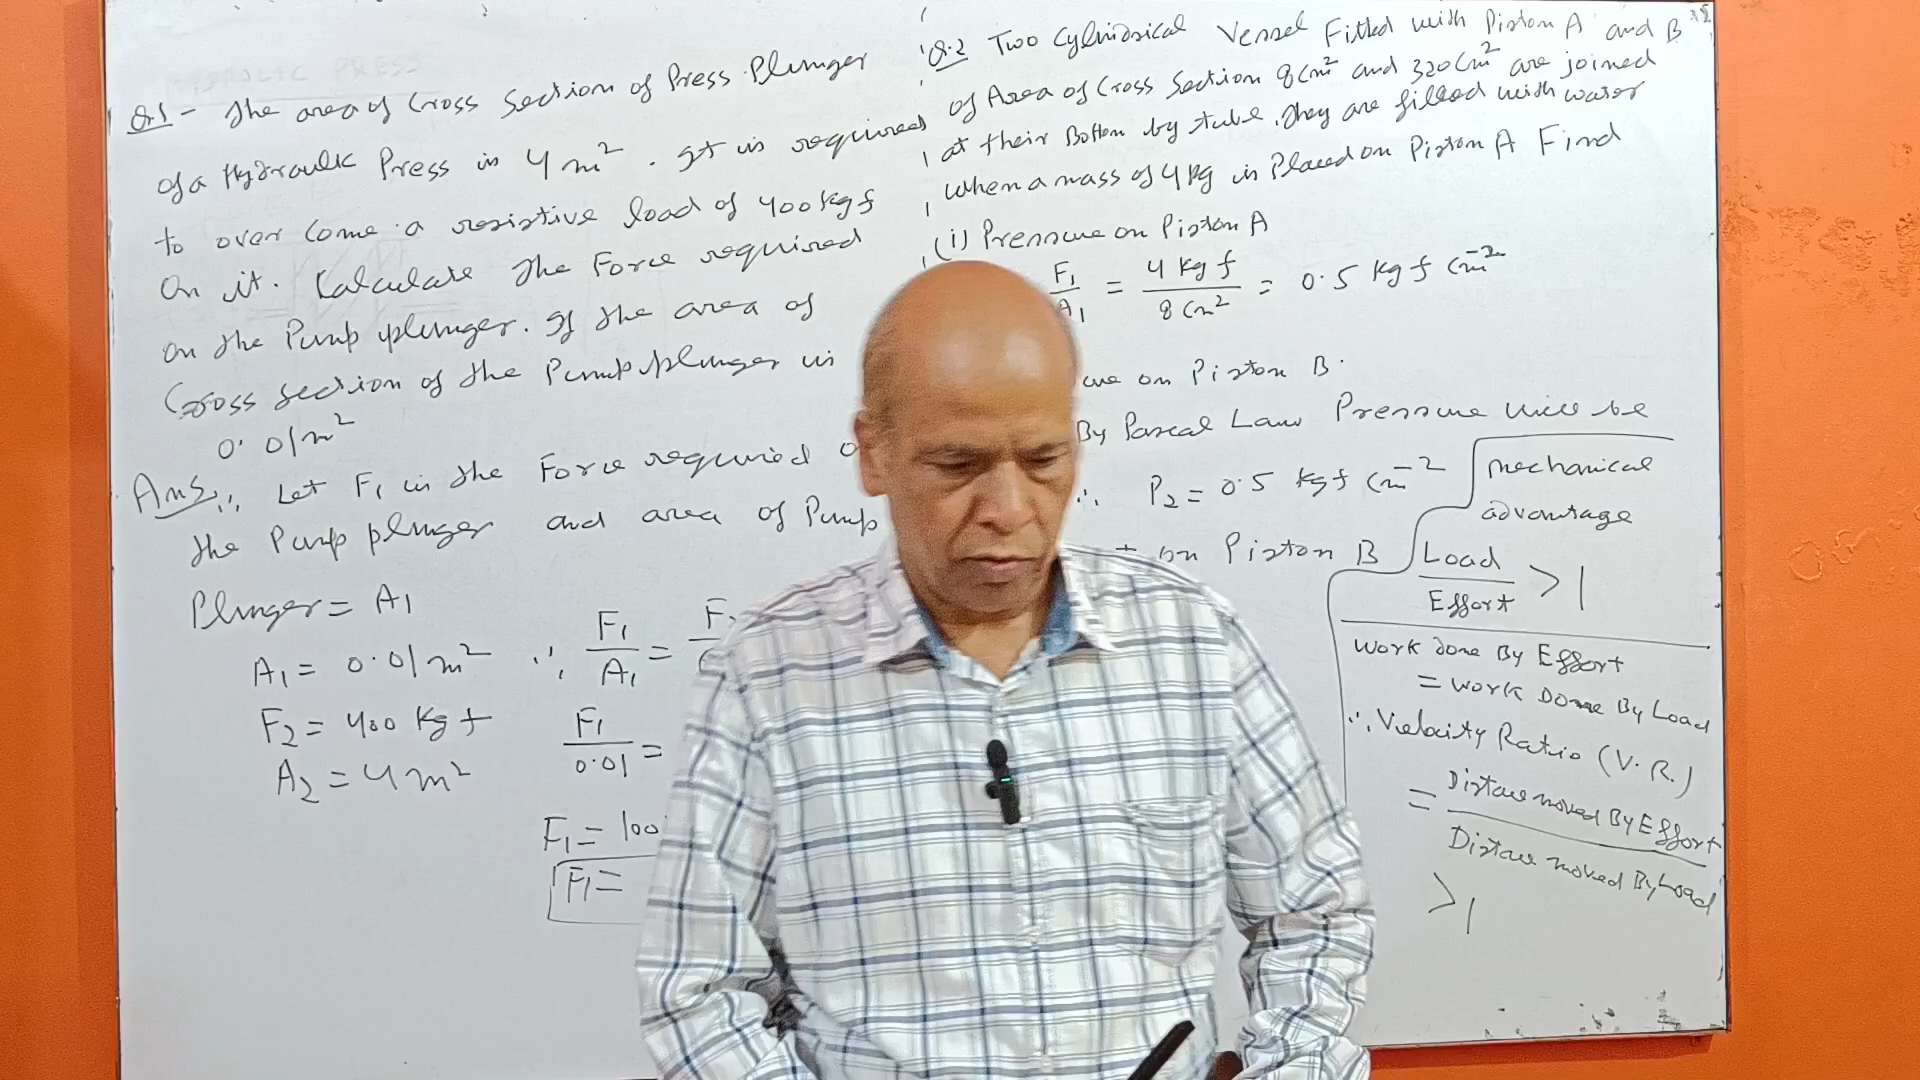 Q.1 - The area of Cross Section of Press Plunger
of a Hydraulic Press is 4 m². It is required
to over come a resistive load of 400 kgf
on it. Calculate the Force required
on the Pump plunger. If the area of
Cross section of the Pump plunger is
0.01 m²
Ans:. Let F₁ is the Force required
the Pump plunger and area of Pump
Plunger = A₁
A₁ = 0.01 m²
F₂ = 400 Kgf
A₂ = 4 m²
∴ F₁/A₁ =
F₁/0.01 =
F₁ = 100
F₁ =
Q.2 Two Cylindrical Vessel Fitted with Piston A and B
of Area of Cross Section 8 Cm² and 320 Cm² are joined
at their Bottom by tube. They are filled with water
when a mass of 4 Kg is Placed on Piston A Find
(i) Pressure on Piston A
F₁/A₁ = 4 Kgf/8 Cm² = 0.5 Kgf Cm⁻²
on Piston B.
By Pascal Law Pressure will be
∴ P₂ = 0.5 Kgf Cm⁻²
on Piston B
mechanical
advantage
Load/Effort > 1
Work done By Effort
= Work Done By Load
∴ Velocity Ratio (V.R.)
= Distance moved By Effort/Distance moved By Load
> 1